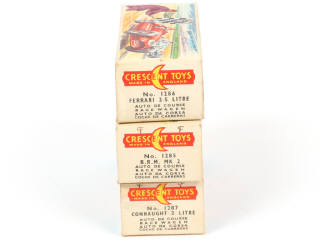 CRESCENT TOYS
MADE IN ENGLAND
No. 1286
FERRARI 2.5 LITRE
AUTO DE COURSE
RACE WAGEN
AUTO DA CORSA
COCHE DE CARRERAS
CRESCENT TOYS
MADE IN ENGLAND
No. 1285
B.R.M. MK 2
AUTO DE COURSE
RACE WAGEN
AUTO DA CORSA
COCHE DE CARRERAS
CRESCENT TOYS
MADE IN ENGLAND
No. 1287
CONNAUGHT 2 LITRE
AUTO DE COURSE
RACE WAGEN
AUTO DA CORSA
COCHE DE CARRERAS